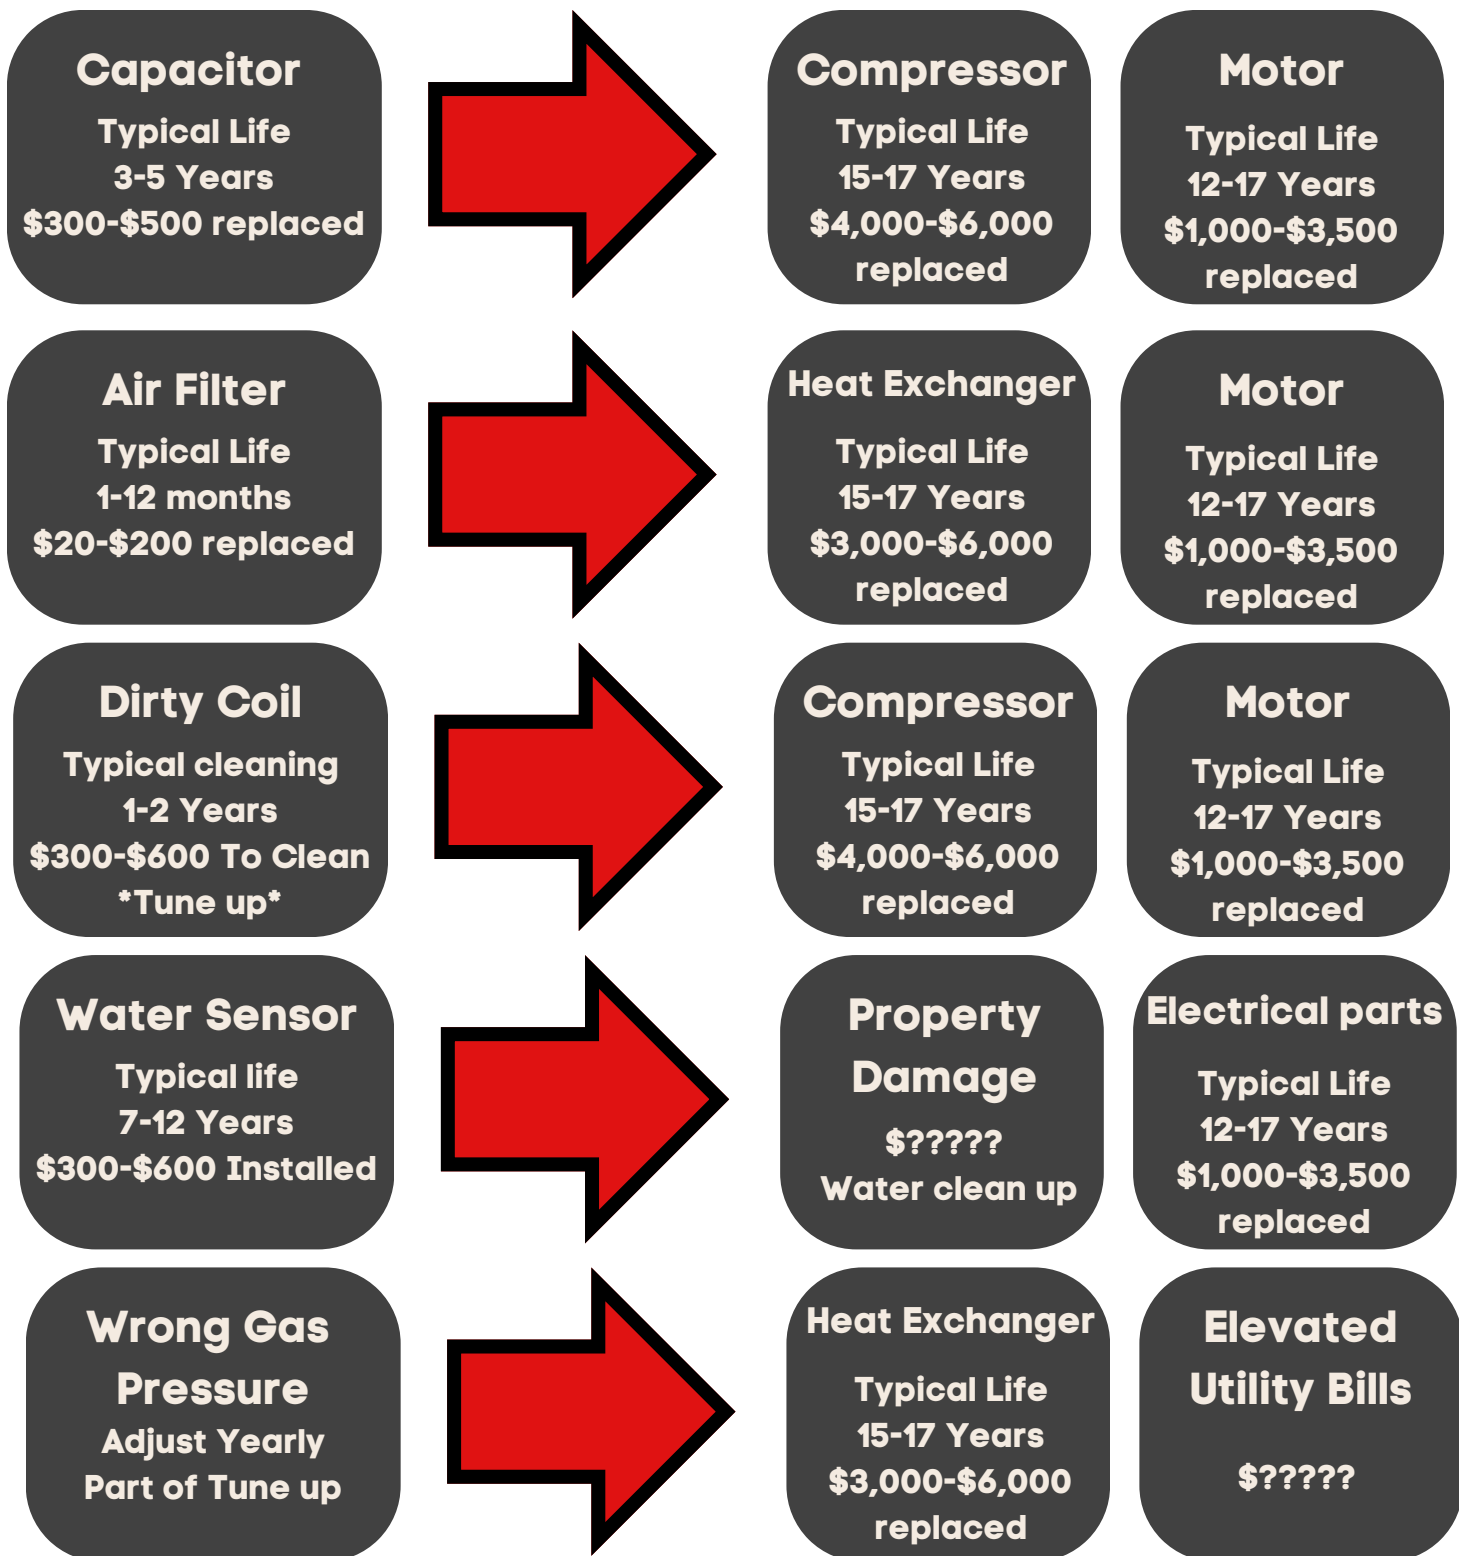 Capacitor
Typical Life
3-5 Years
$300-$500 replaced
Compressor
Typical Life
15-17 Years
$4,000-$6,000
replaced
Motor
Typical Life
12-17 Years
$1,000-$3,500
replaced
Air Filter
Typical Life
1-12 months
$20-$200 replaced
Heat Exchanger
Typical Life
15-17 Years
$3,000-$6,000
replaced
Motor
Typical Life
12-17 Years
$1,000-$3,500
replaced
Dirty Coil
Typical cleaning
1-2 Years
$300-$600 To Clean
*Tune up*
Compressor
Typical Life
15-17 Years
$4,000-$6,000
replaced
Motor
Typical Life
12-17 Years
$1,000-$3,500
replaced
Water Sensor
Typical life
7-12 Years
$300-$600 Installed
Property
Damage
$?????
Water clean up
Electrical parts
Typical Life
12-17 Years
$1,000-$3,500
replaced
Wrong Gas
Pressure
Adjust Yearly
Part of Tune up
Heat Exchanger
Typical Life
15-17 Years
$3,000-$6,000
replaced
Elevated
Utility Bills
$?????